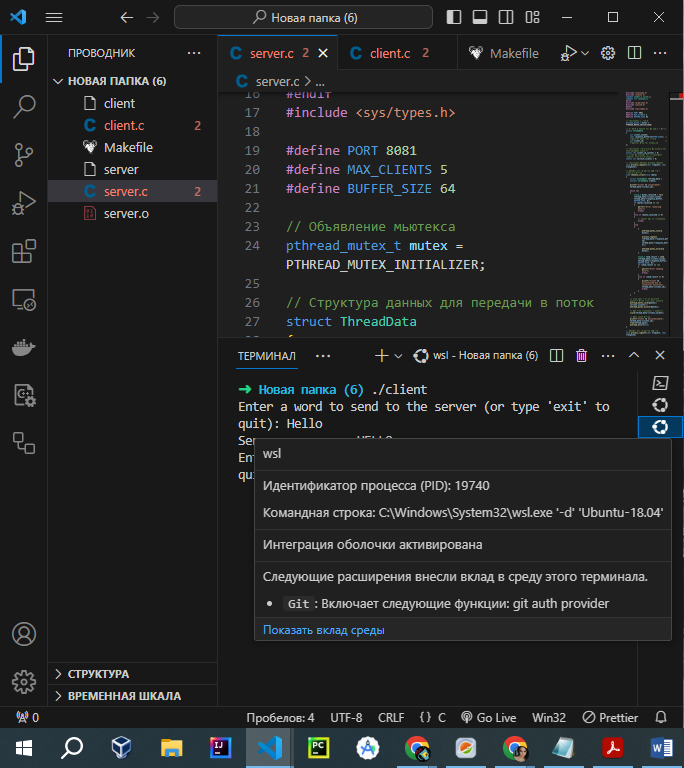 Новая папка (6)
ПРОВОДНИК
НОВАЯ ПАПКА (6)
client
client.c 2
Makefile
server
server.c 2
server.o
СТРУКТУРА
ВРЕМЕННАЯ ШКАЛА
server.c 2
client.c 2
Makefile
server.c > ...
16 #endif
17 #include <sys/types.h>
18
19 #define PORT 8081
20 #define MAX_CLIENTS 5
21 #define BUFFER_SIZE 64
22
23 // Объявление мьютекса
24 pthread_mutex_t mutex =
PTHREAD_MUTEX_INITIALIZER;
25
26 // Структура данных для передачи в поток
27 struct ThreadData
ТЕРМИНАЛ
wsl - Новая папка (6)
➜ Новая папка (6) ./client
Enter a word to send to the server (or type 'exit' to
quit): Hello
wsl
Идентификатор процесса (PID): 19740
Командная строка: C:\Windows\System32\wsl.exe '-d' 'Ubuntu-18.04'
Интеграция оболочки активирована
Следующие расширения внесли вклад в среду этого терминала.
• Git: Включает следующие функции: git auth provider
Показать вклад среды
0
Пробелов: 4
UTF-8
CRLF
{ } C
Go Live
Win32
Prettier